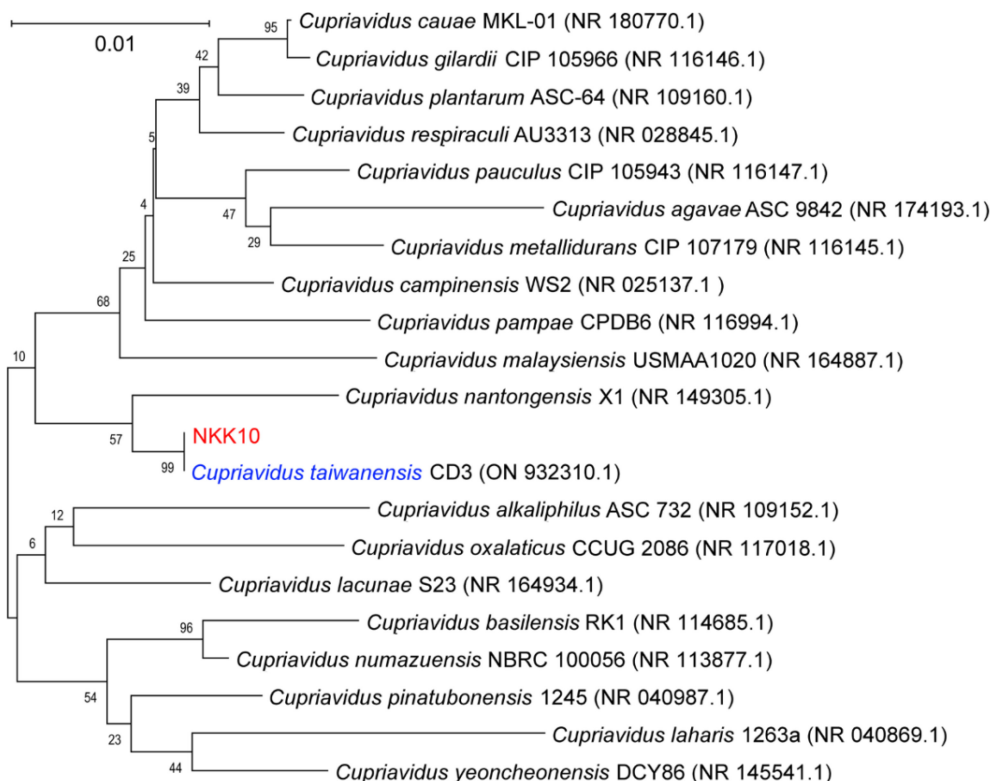 95
Cupriavidus cauae MKL-01 (NR 180770.1)
0.01
42
Cupriavidus gilardii CIP 105966 (NR 116146.1)
39
Cupriavidus plantarum ASC-64 (NR 109160.1)
5
Cupriavidus respiraculi AU3313 (NR 028845.1)
Cupriavidus pauculus CIP 105943 (NR 116147.1)
4
47
Cupriavidus agavae ASC 9842 (NR 174193.1)
29
Cupriavidus metallidurans CIP 107179 (NR 116145.1)
25
Cupriavidus campinensis WS2 (NR 025137.1 )
68
Cupriavidus pampae CPDB6 (NR 116994.1)
10
Cupriavidus malaysiensis USMAA1020 (NR 164887.1)
Cupriavidus nantongensis X1 (NR 149305.1)
57
NKK10
99
Cupriavidus taiwanensis CD3 (ON 932310.1)
12
Cupriavidus alkaliphilus ASC 732 (NR 109152.1)
6
Cupriavidus oxalaticus CCUG 2086 (NR 117018.1)
Cupriavidus lacunae S23 (NR 164934.1)
96
Cupriavidus basilensis RK1 (NR 114685.1)
Cupriavidus numazuensis NBRC 100056 (NR 113877.1)
54
Cupriavidus pinatubonensis 1245 (NR 040987.1)
23
Cupriavidus laharis 1263a (NR 040869.1)
44
Cupriavidus yeoncheonensis DCY86 (NR 145541.1)